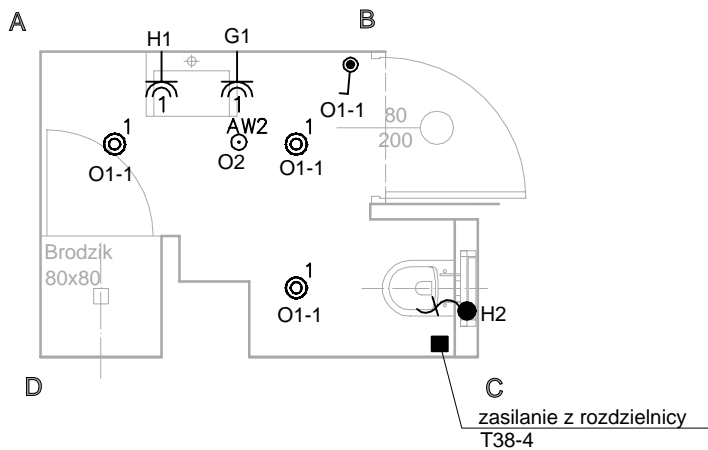 A
B
H1
G1
O1-1
1
1
80
200
1
AW2
1
O1-1
O2
O1-1
Brodzik
80x80
1
O1-1
H2
D
C
zasilanie z rozdzielnicy
T38-4